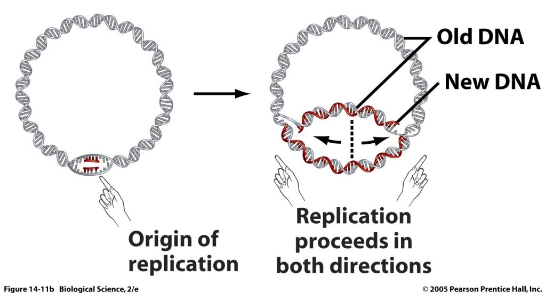 Old DNA
New DNA
Origin of
replication
Replication
proceeds in
both directions
Figure 14-11b Biological Science, 2/e
© 2005 Pearson Prentice Hall, Inc.